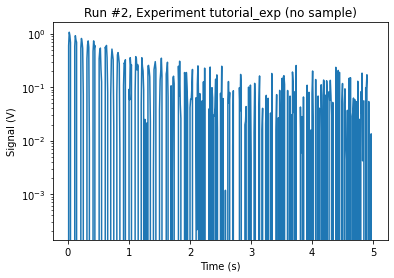 Run #2, Experiment tutorial_exp (no sample)
10⁰
10⁻¹
10⁻²
10⁻³
Signal (V)
0 1 2 3 4 5
Time (s)